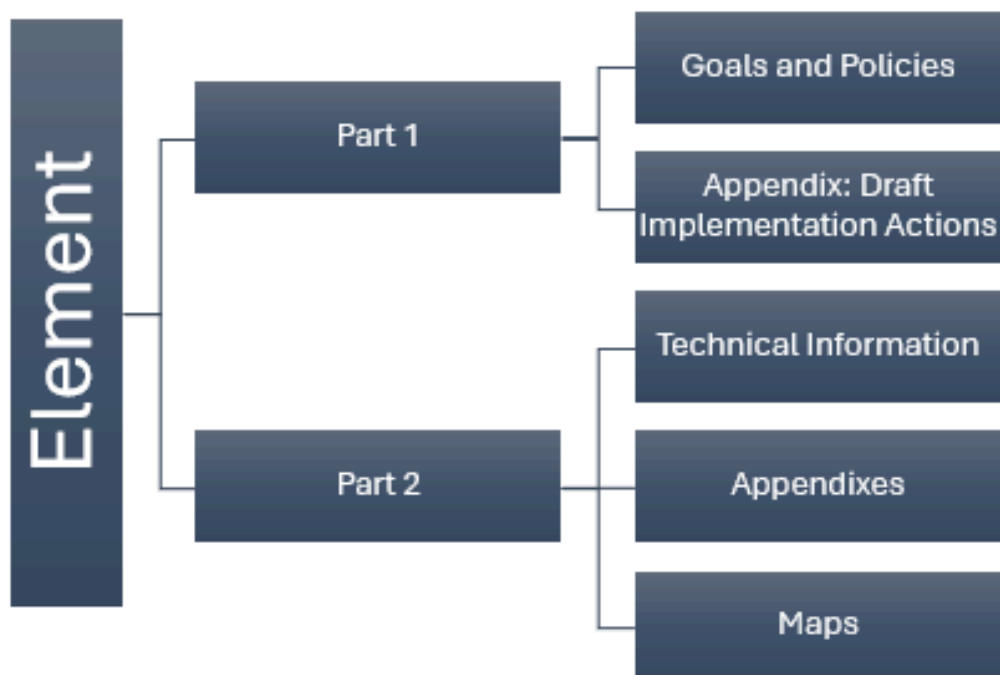 Element
Part 1
Goals and Policies
Appendix: Draft
Implementation Actions
Part 2
Technical Information
Appendixes
Maps